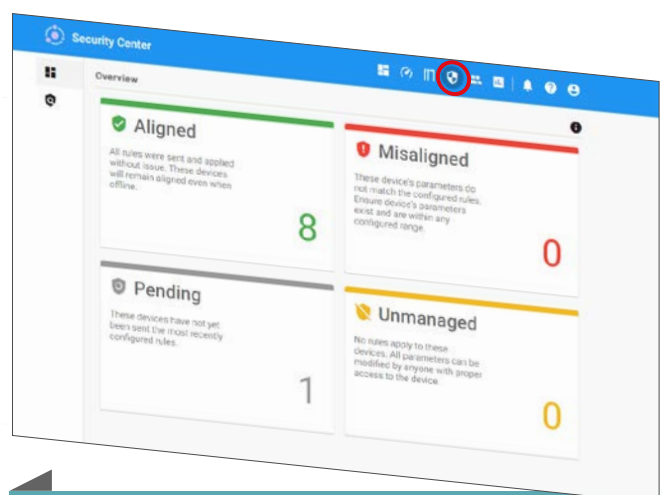 Security Center
Overview
Aligned
All rules were sent and applied
without issue. These devices
will remain aligned even when
offline.
8
Misaligned
These device's parameters do
not match the configured rules.
Ensure device's parameters
exist and are within any
configured range.
0
Pending
These devices have not yet
been sent the most recently
configured rules.
1
Unmanaged
No rules apply to these
devices. All parameters can be
modified by anyone with proper
access to the device.
0